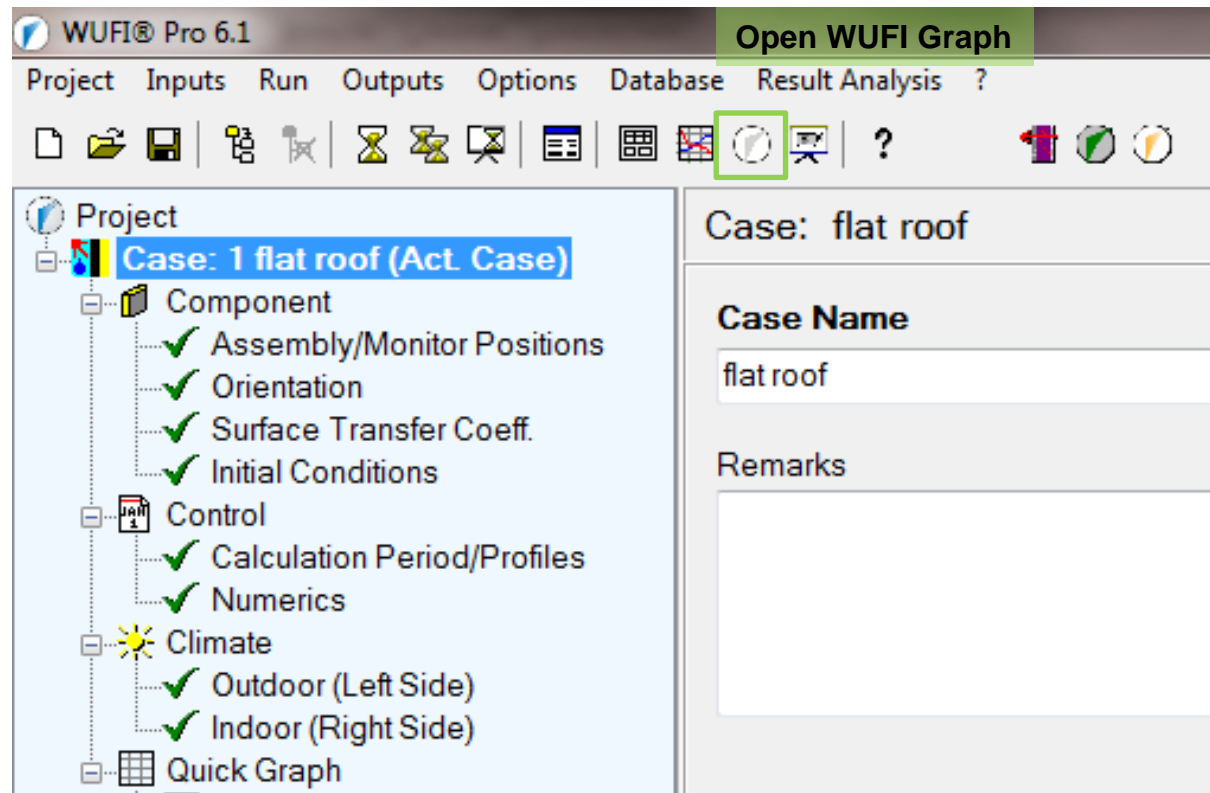 WUFI® Pro 6.1
Open WUFI Graph
Project Inputs Run Outputs Options Database Result Analysis ?
?
Project
Case: 1 flat roof (Act. Case)
Component
Assembly/Monitor Positions
Orientation
Surface Transfer Coeff.
Initial Conditions
JAN
1
Control
Calculation Period/Profiles
Numerics
Climate
Outdoor (Left Side)
Indoor (Right Side)
Quick Graph
Case: flat roof
Case Name
flat roof
Remarks